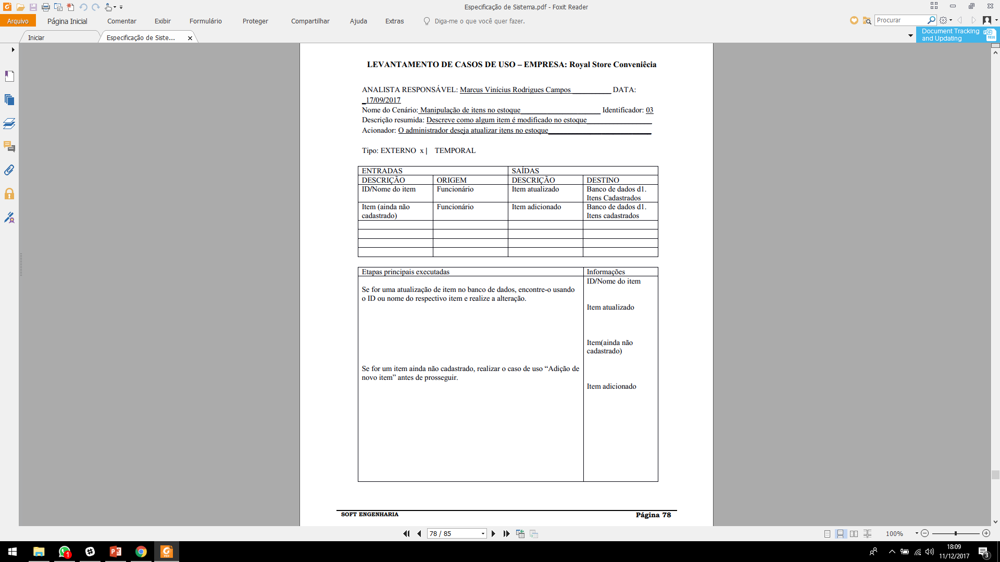 Especificação de Sistema.pdf - Foxit Reader
Arquivo Página Inicial Comentar Exibir Formulário Proteger Compartilhar Ajuda Extras Diga-me o que você quer fazer. Procurar
Iniciar Especificação de Siste... Document Tracking
and Updating
PDF NEW
LEVANTAMENTO DE CASOS DE USO – EMPRESA: Royal Store Conveniêcia
ANALISTA RESPONSÁVEL: Marcus Vinícius Rodrigues Campos __________ DATA:
_17/09/2017
Nome do Cenário: Manipulação de itens no estoque_____________________ Identificador: 03
Descrição resumida: Descreve como algum item é modificado no estoque_________________
Acionador: O administrador deseja atualizar itens no estoque___________________________
Tipo: EXTERNO x | TEMPORAL
ENTRADAS SAÍDAS
DESCRIÇÃO ORIGEM DESCRIÇÃO DESTINO
ID/Nome do item Funcionário Item atualizado Banco de dados d1.
Itens Cadastrados
Item (ainda não Funcionário Item adicionado Banco de dados d1.
cadastrado) Itens cadastrados
Etapas principais executadas Informações
ID/Nome do item
Se for uma atualização de item no banco de dados, encontre-o usando
o ID ou nome do respectivo item e realize a alteração.
Item atualizado
Item(ainda não
cadastrado)
Se for um item ainda não cadastrado, realizar o caso de uso “Adição de
novo item” antes de prosseguir.
Item adicionado
SOFT ENGENHARIA Página 78
78 / 85 100%
1
18:09
11/12/2017
3